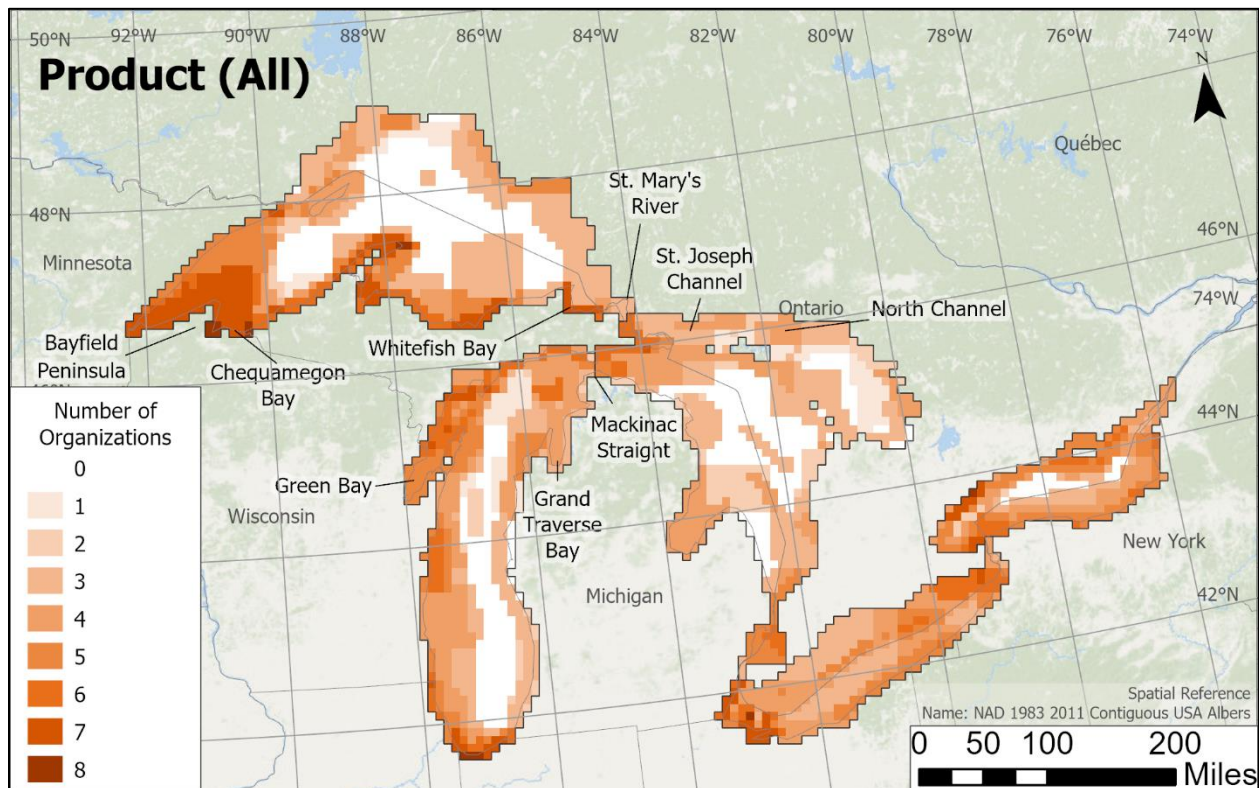 50°N 92°W 90°W 88°W 86°W 84°W 82°W 80°W 78°W 76°W 74°W
Product (All)
N
Québec
St. Mary's
River
48°N
46°N
Minnesota
St. Joseph
Channel
Ontario
North Channel
74°W
Bayfield
Peninsula
Whitefish Bay
Chequamegon
Bay
44°N
Mackinac
Straight
Green Bay
Grand
Traverse
Bay
Wisconsin
New York
Michigan
42°N
Number of
Organizations
0
1
2
3
4
5
6
7
8
Spatial Reference
Name: NAD 1983 2011 Contiguous USA Albers
0 50 100 200
Miles